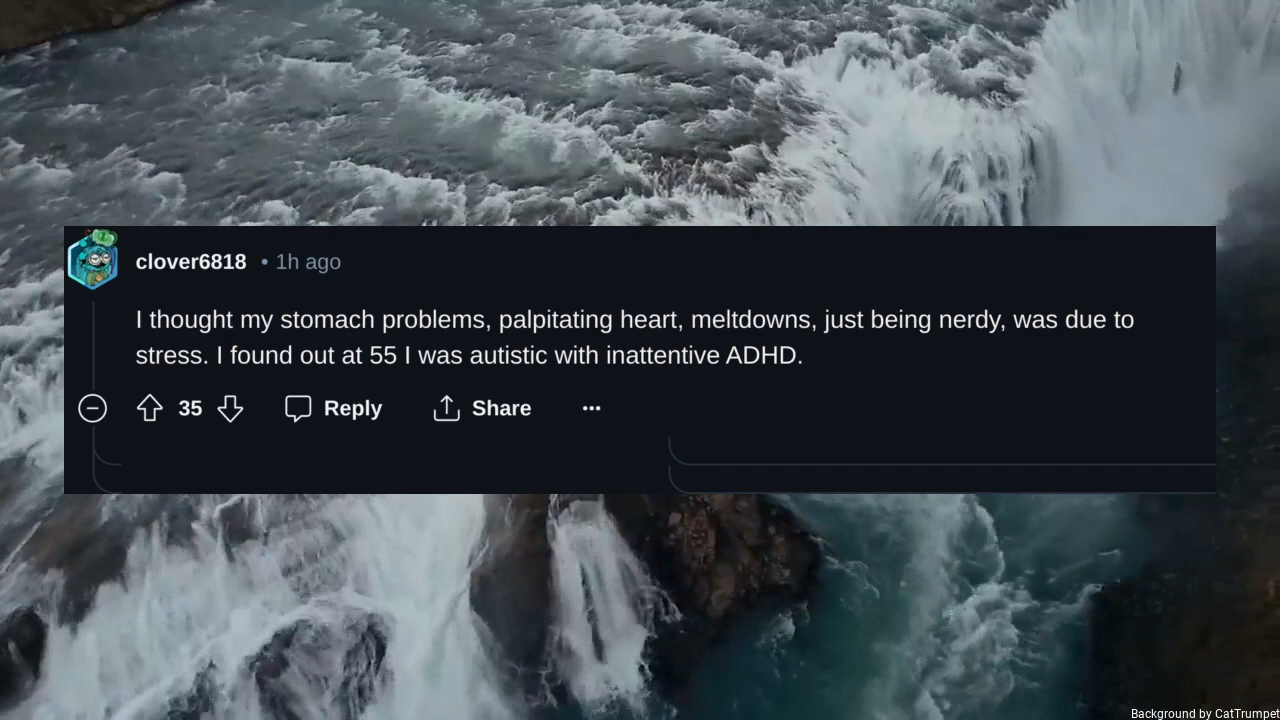 clover6818 • 1h ago
I thought my stomach problems, palpitating heart, meltdowns, just being nerdy, was due to
stress. I found out at 55 I was autistic with inattentive ADHD.
35 Reply Share ...
Background by CatTrumpet